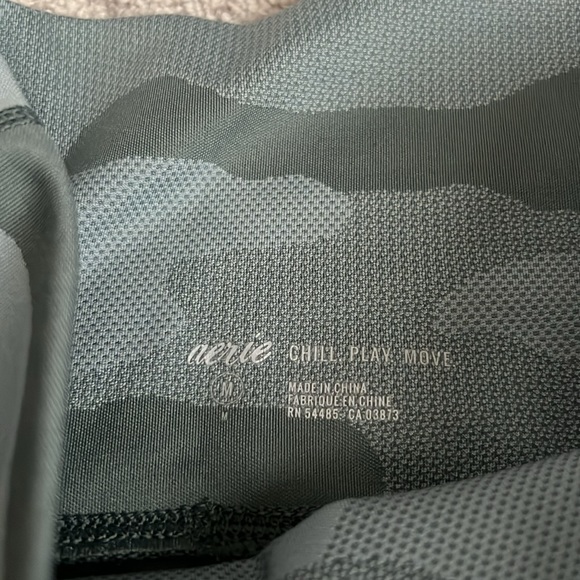 aerie CHILL. PLAY. MOVE.
M
MADE IN CHINA
M
FABRIQUE EN CHINE
RN 54485 CA 03873